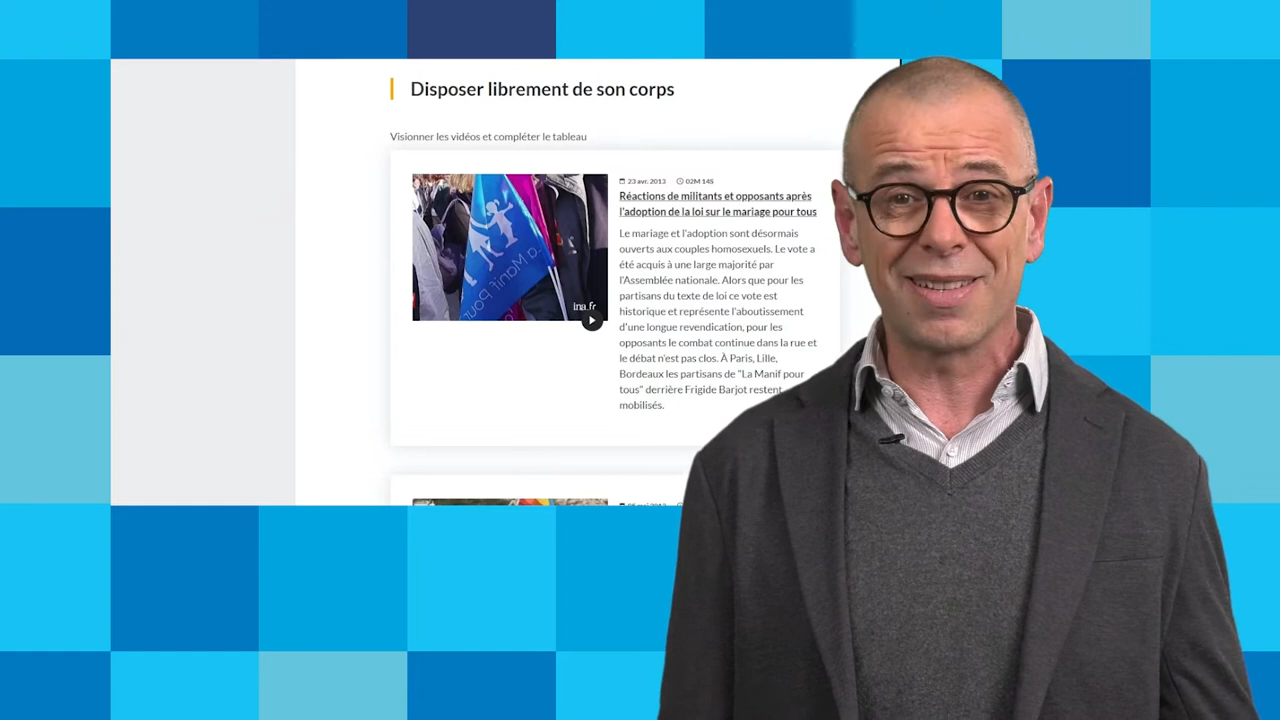 Disposer librement de son corps
Visionner les vidéos et compléter le tableau
23 avr. 2013 02M 14S
Réactions de militants et opposants après
l'adoption de la loi sur le mariage pour tous
Le mariage et l'adoption sont désormais
ouverts aux couples homosexuels. Le vote a
été acquis à une large majorité par
l'Assemblée nationale. Alors que pour les
partisans du texte de loi ce vote est
historique et représente l'aboutissement
d'une longue revendication, pour les
opposants le combat continue dans la rue et
le débat n'est pas clos. À Paris, Lille,
Bordeaux les partisans de "La Manif pour
tous" derrière Frigide Barjot restent
mobilisés.
La Manif Pour
ina.fr